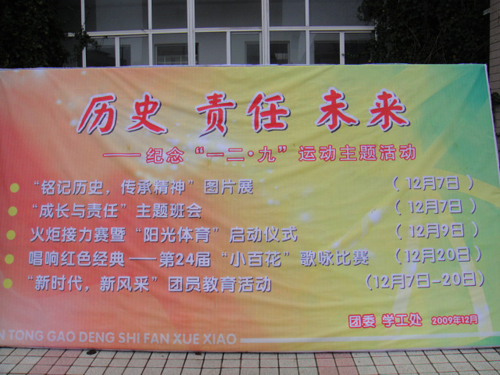 历史 责任 未来
——纪念“一二·九”运动主题活动
“铭记历史，传承精神”图片展 （12月7日）
“成长与责任”主题班会 （12月7日）
火炬接力赛暨“阳光体育”启动仪式 （12月9日）
唱响红色经典——第24届“小百花”歌咏比赛 （12月20日）
“新时代，新风采”团员教育活动 （12月7日-20日）
团委 学工处 2009年12月
TONG GAO DENG SHI FAN XUE XIAO